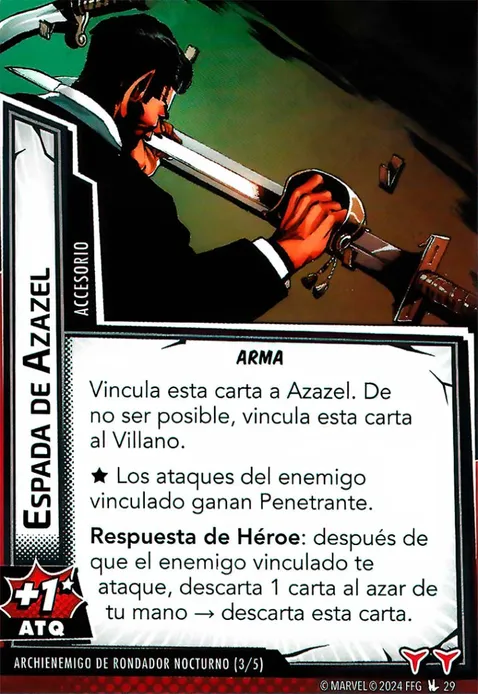 ESPADA DE AZAZEL
ACCESORIO
ARMA
Vincula esta carta a Azazel. De
no ser posible, vincula esta carta
al Villano.
★ Los ataques del enemigo
vinculado ganan Penetrante.
Respuesta de Héroe: después de
que el enemigo vinculado te
ataque, descarta 1 carta al azar de
tu mano → descarta esta carta.
+1★
ATQ
ARCHIENEMIGO DE RONDADOR NOCTURNO (3/5)
© MARVEL © 2024 FFG 29